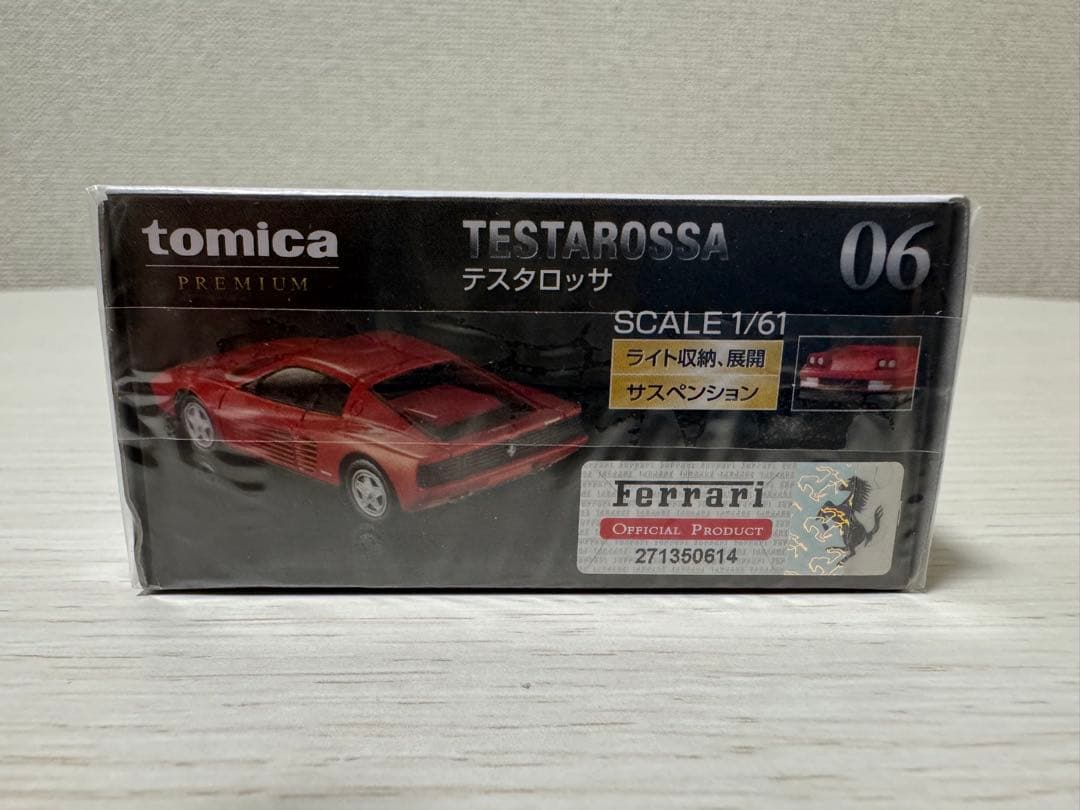 tomica
PREMIUM
TESTAROSSA
テスタロッサ
06
SCALE 1/61
ライト収納、展開
サスペンション
Ferrari
OFFICIAL PRODUCT
271350614